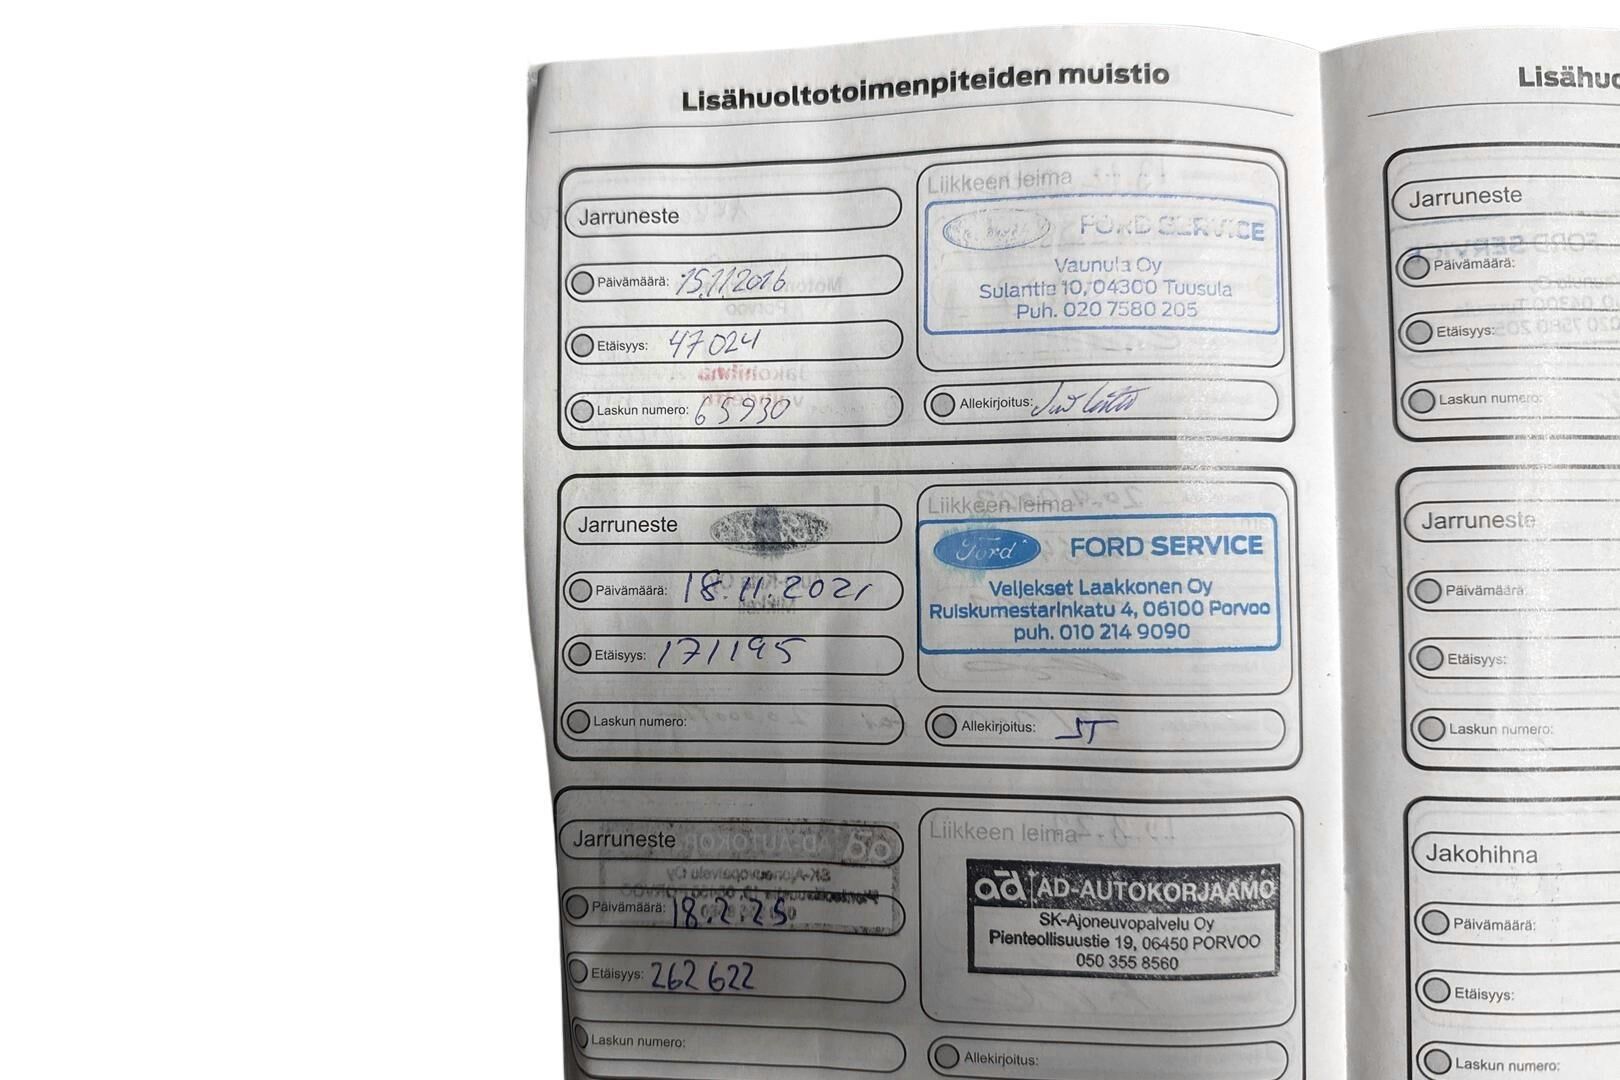 Lisähuoltotoimenpiteiden muistio
Jarruneste
Päivämäärä: 15.11.2016
Etäisyys: 47024
Laskun numero: 65930
Liikkeen leima
Ford FORD SERVICE
Vaunula Oy
Sulantie 10, 04300 Tuusula
Puh. 020 7580 205
Allekirjoitus:
Jarruneste
Päivämäärä: 18.11.2021
Etäisyys: 171195
Laskun numero:
Liikkeen leima
Ford FORD SERVICE
Veljekset Laakkonen Oy
Ruiskumestarinkatu 4, 06100 Porvoo
puh. 010 214 9090
Allekirjoitus: JT
Jarruneste
Päivämäärä: 18.2.25
Etäisyys: 262622
Laskun numero:
Liikkeen leima
ad AD-AUTOKORJAAMO
SK-Ajoneuvopalvelu Oy
Pienteollisuustie 19, 06450 PORVOO
050 355 8560
Allekirjoitus:
Lisähuo
Jarruneste
Päivämäärä:
Etäisyys:
Laskun numero:
Jarruneste
Päivämäärä:
Etäisyys:
Laskun numero:
Jakohihna
Päivämäärä:
Etäisyys:
Laskun numero: